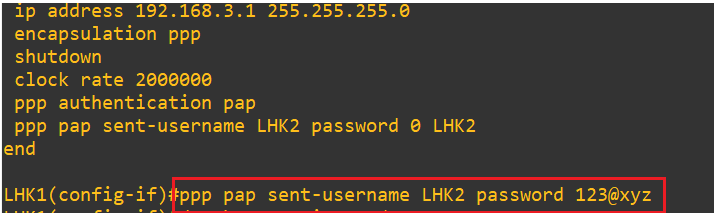 ip address 192.168.3.1 255.255.255.0
encapsulation ppp
shutdown
clock rate 2000000
ppp authentication pap
ppp pap sent-username LHK2 password 0 LHK2
end
LHK1(config-if)#ppp pap sent-username LHK2 password 123@xyz